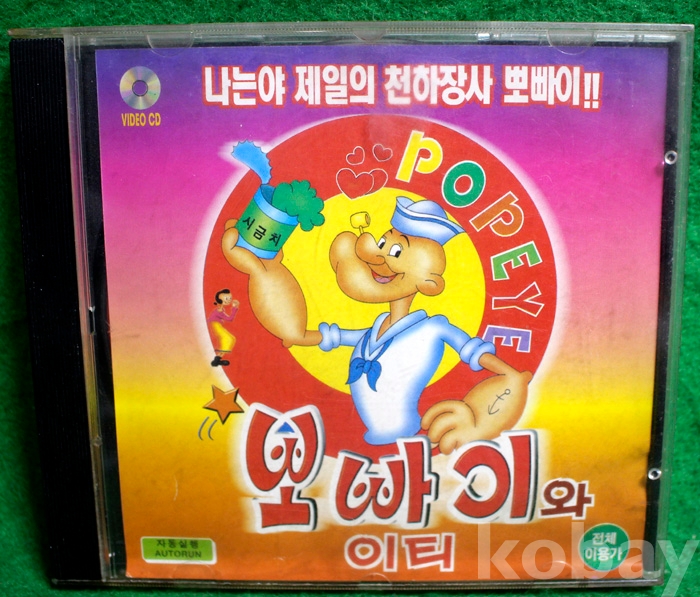 나는야 제일의 천하장사 뽀빠이!!
VIDEO CD
POPEYE
시금치
뽀빠이와
이티
자동실행
AUTORUN
전체
이용가
kobay